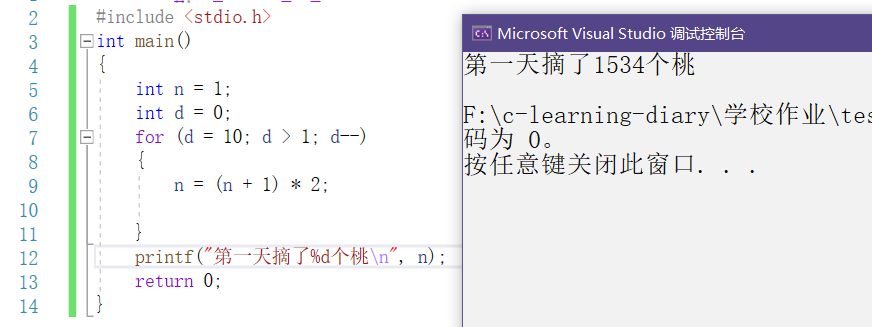 2 #include <stdio.h>
3 int main()
4 {
5 int n = 1;
6 int d = 0;
7 for (d = 10; d > 1; d--)
8 {
9 n = (n + 1) * 2;
10
11 }
12 printf("第一天摘了%d个桃\n", n);
13 return 0;
14 }
Microsoft Visual Studio 调试控制台
第一天摘了1534个桃
F:\c-learning-diary\学校作业\tes
码为 0。
按任意键关闭此窗口. . .